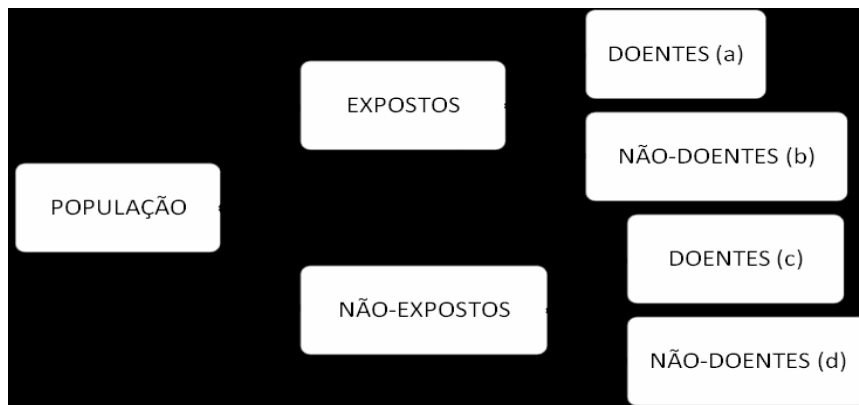 POPULAÇÃO
EXPOSTOS
DOENTES (a)
NÃO-DOENTES (b)
NÃO-EXPOSTOS
DOENTES (c)
NÃO-DOENTES (d)